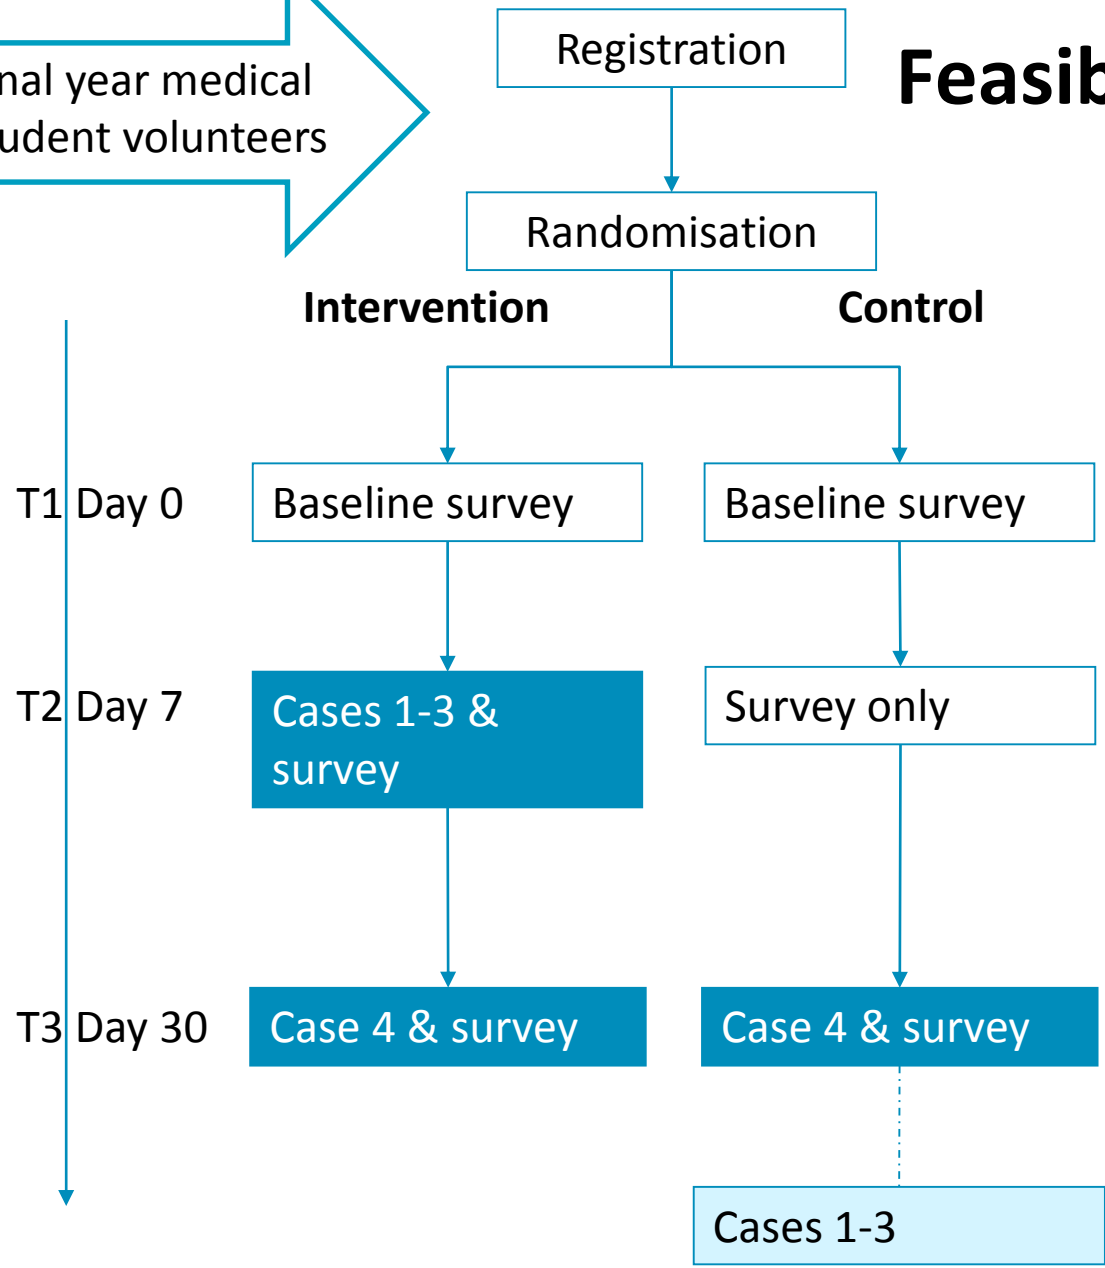 Registration
Feasib
nal year medical
udent volunteers
Randomisation
Intervention
Control
T1 Day 0
Baseline survey
Baseline survey
T2 Day 7
Cases 1-3 &
survey
Survey only
T3 Day 30
Case 4 & survey
Case 4 & survey
Cases 1-3